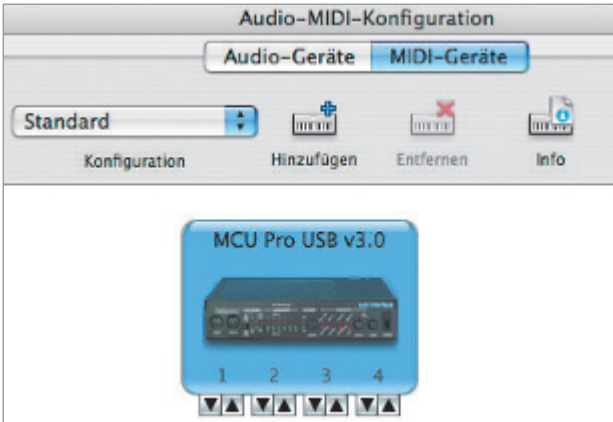 Audio-MIDI-Konfiguration
Audio-Geräte MIDI-Geräte
Standard
Konfiguration Hinzufügen Entfernen Info
MCU Pro USB v3.0
1 2 3 4